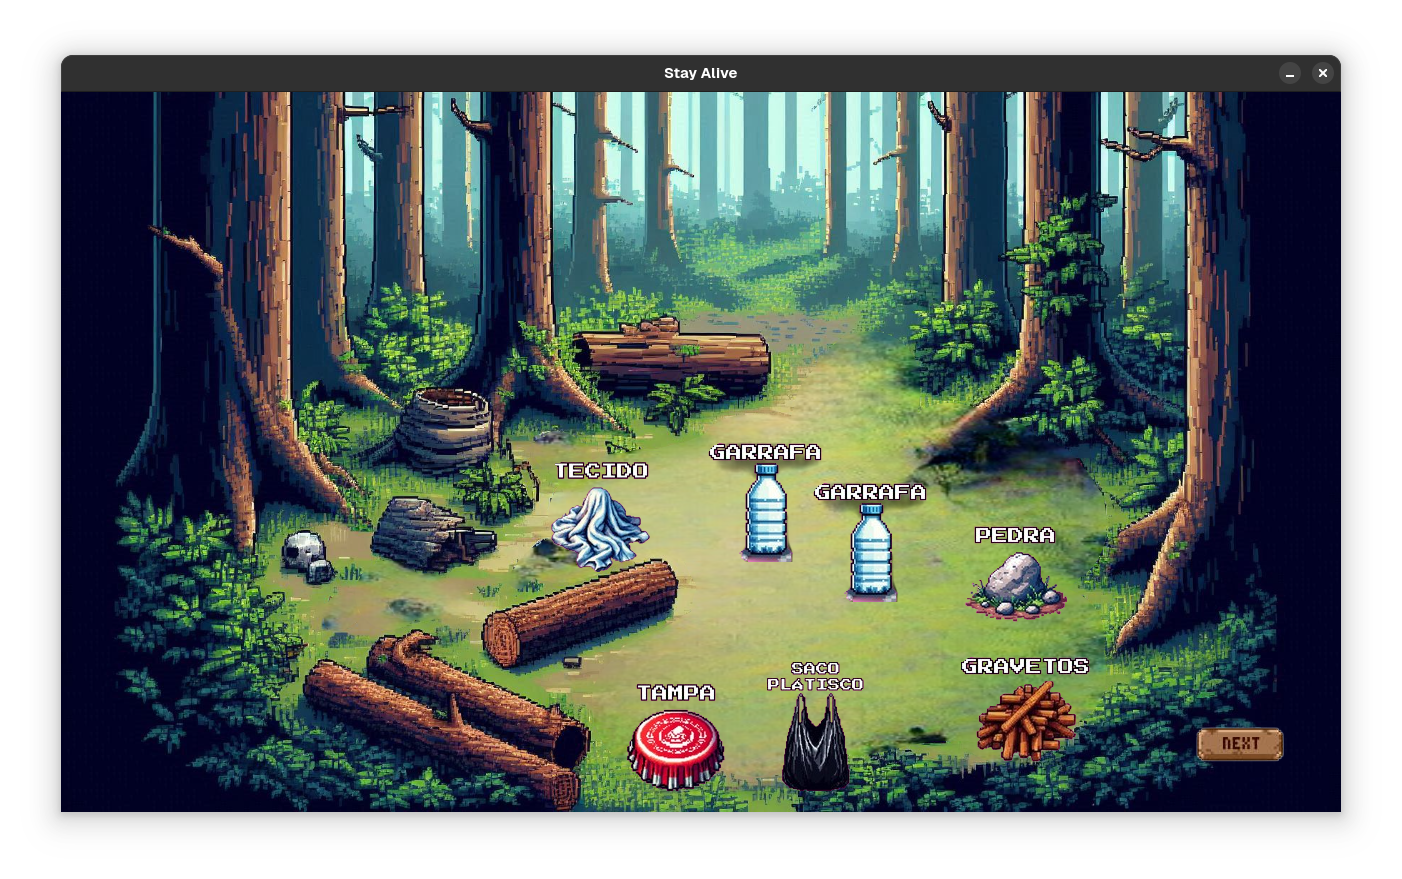 Stay Alive
GARRAFA
TECIDO
GARRAFA
PEDRA
SACO
PLÁTISCO
GRAVETOS
TAMPA
NEXT